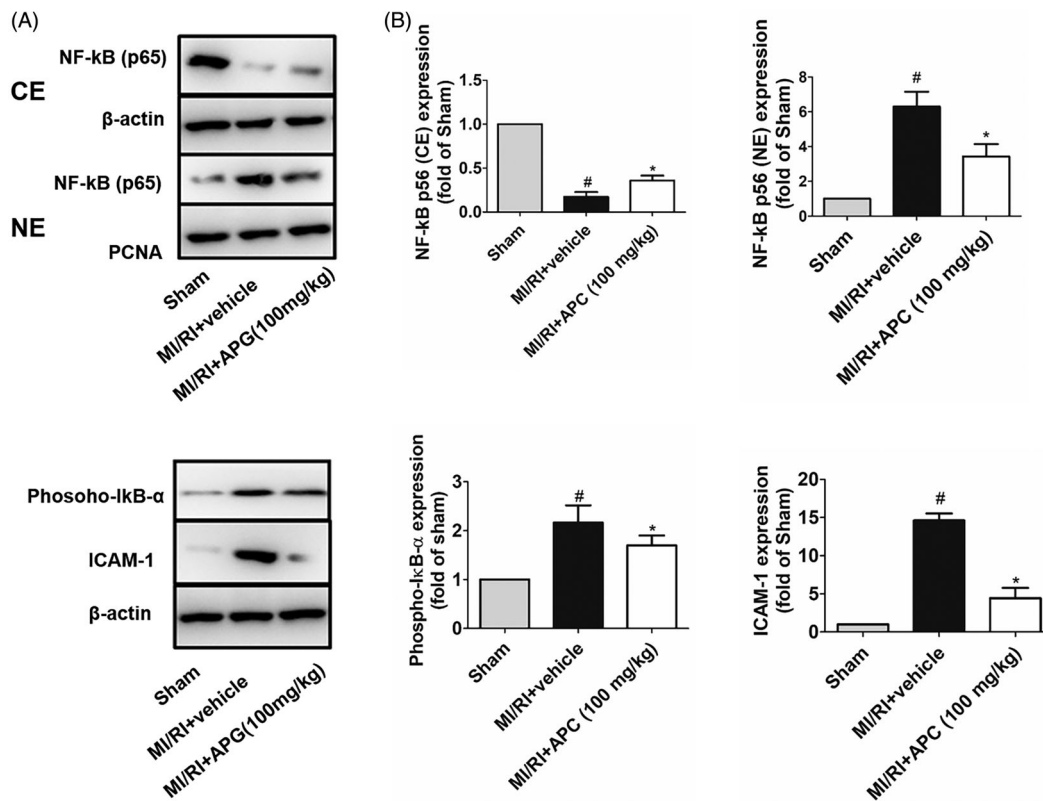 (A)
NF-kB (p65)
CE
β-actin
NF-kB (p65)
NE
PCNA
Sham
MI/RI+vehicle
MI/RI+APG(100mg/kg)
Phosoho-IkB-α
ICAM-1
β-actin
Sham
MI/RI+vehicle
MI/RI+APG(100mg/kg)
(B)
NF-kB p56 (CE) expression
(fold of Sham)
1.5
1.0
0.5
0.0
#
*
Sham
MI/RI+vehicle
MI/RI+APC (100 mg/kg)
NF-kB p56 (NE) expression
(fold of Sham)
8
6
4
2
0
#
*
Sham
MI/RI+vehicle
MI/RI+APC (100 mg/kg)
Phospho-IκB-α expression
(fold of sham)
3
2
1
0
#
*
Sham
MI/RI+vehicle
MI/RI+APC (100 mg/kg)
ICAM-1 expression
(fold of Sham)
20
15
10
5
0
#
*
Sham
MI/RI+vehicle
MI/RI+APC (100 mg/kg)